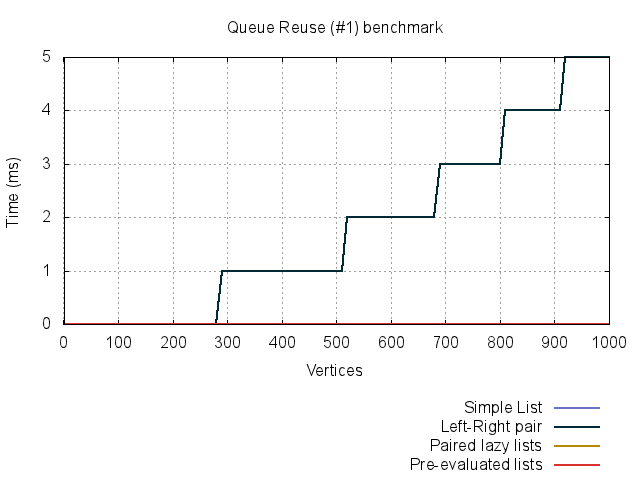 Queue Reuse (#1) benchmark
5
4
3
2
1
0
Time (ms)
0 100 200 300 400 500 600 700 800 900 1000
Vertices
Simple List
Left-Right pair
Paired lazy lists
Pre-evaluated lists